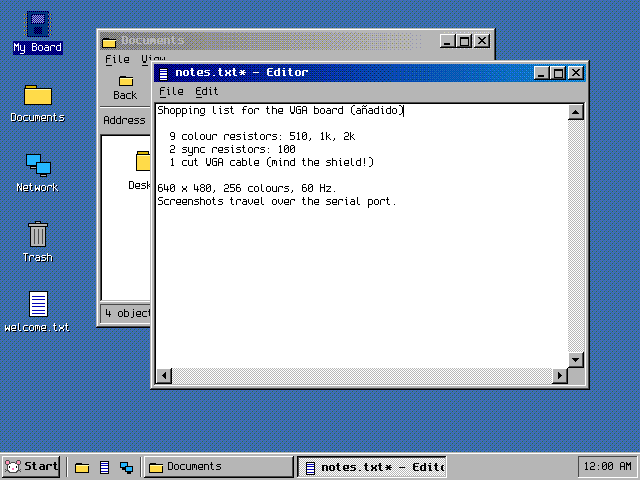 My Board
Documents
Network
Trash
welcome.txt
Documents
File View
Back
Address
4 object
notes.txt* - Editor
File Edit
Shopping list for the VGA board (añadido)
9 colour resistors: 510, 1k, 2k
2 sync resistors: 100
1 cut VGA cable (mind the shield!)
640 x 480, 256 colours, 60 Hz.
Screenshots travel over the serial port.
Start
Documents
notes.txt* - Edito
12:00 AM